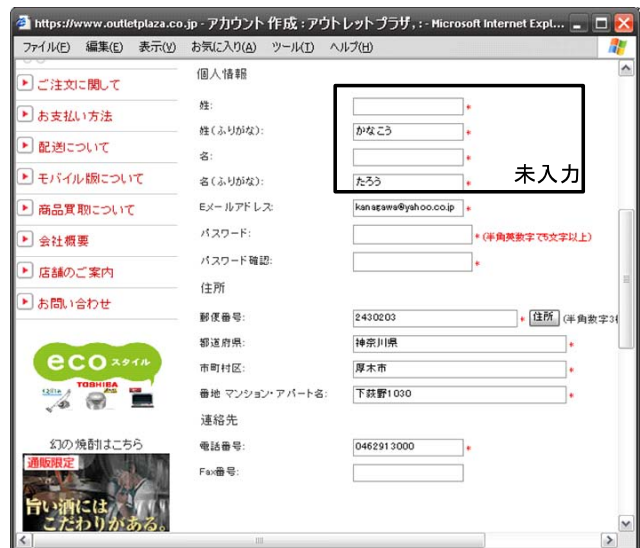 https://www.outletplaza.co.jp - アカウント 作成 : アウトレットプラザ, : - Microsoft Internet Expl...
ファイル(F) 編集(E) 表示(V) お気に入り(A) ツール(T) ヘルプ(H)
ご注文に関して
お支払い方法
配送について
モバイル版について
商品買取について
会社概要
店舗のご案内
お問い合わせ
eco スタイル
TOSHIBA
幻の焼酎はこちら
通販限定
旨い酒には
こだわりがある。
個人情報
姓: *
姓(ふりがな): かなこう *
名: *
名(ふりがな): たろう *
未入力
Eメールアドレス: kanagawa@yahoo.co.jp *
パスワード: * (半角英数字で5文字以上)
パスワード確認: *
住所
郵便番号: 2430203 * 住所 (半角数字3
都道府県: 神奈川県 *
市町村区: 厚木市 *
番地 マンション・アパート名: 下荻野1030 *
連絡先
電話番号: 0462913000 *
Fax番号: